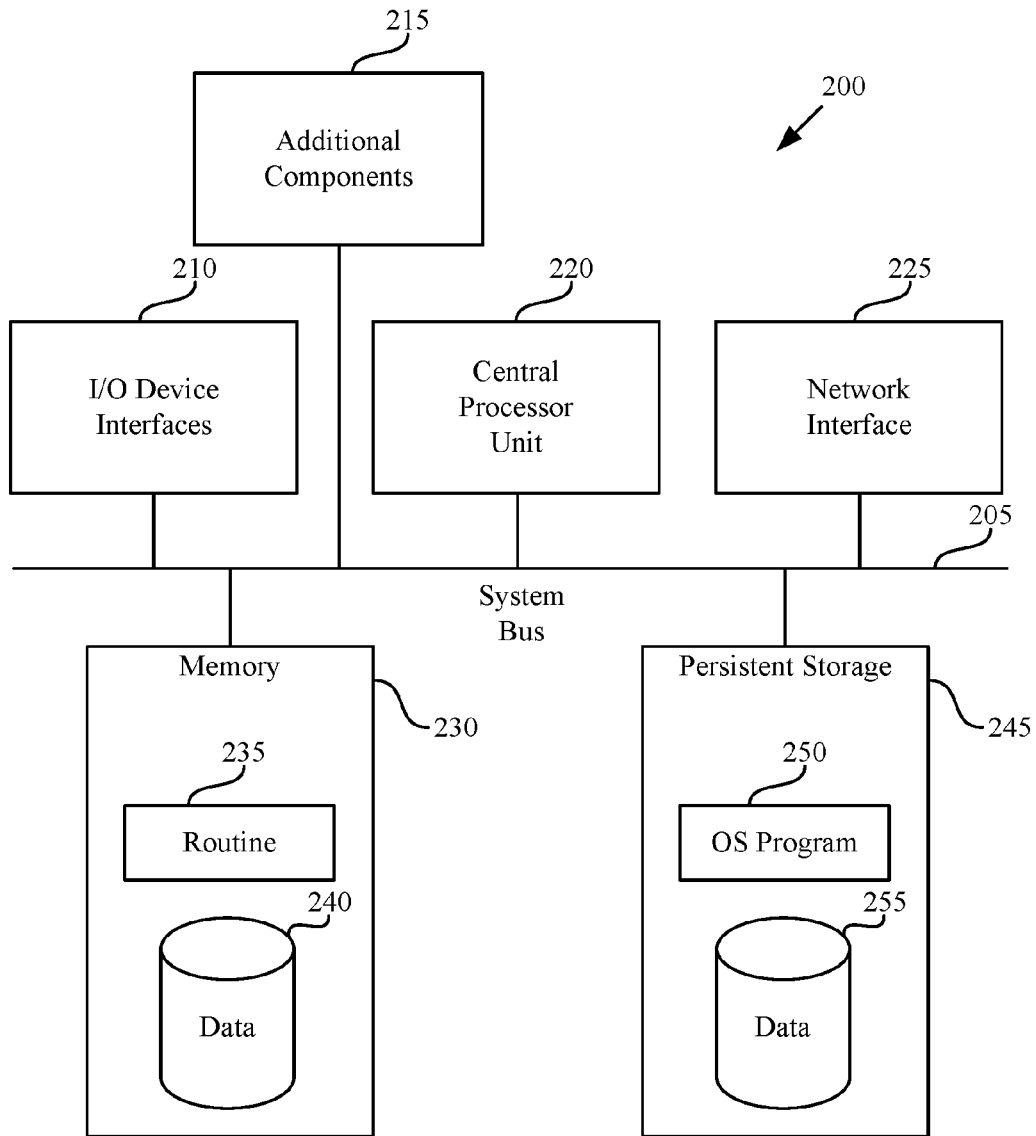 215
200
Additional
Components
210
220
225
I/O Device
Interfaces
Central
Processor
Unit
Network
Interface
205
System
Bus
Memory
Persistent Storage
230
245
235
250
Routine
OS Program
240
255
Data
Data